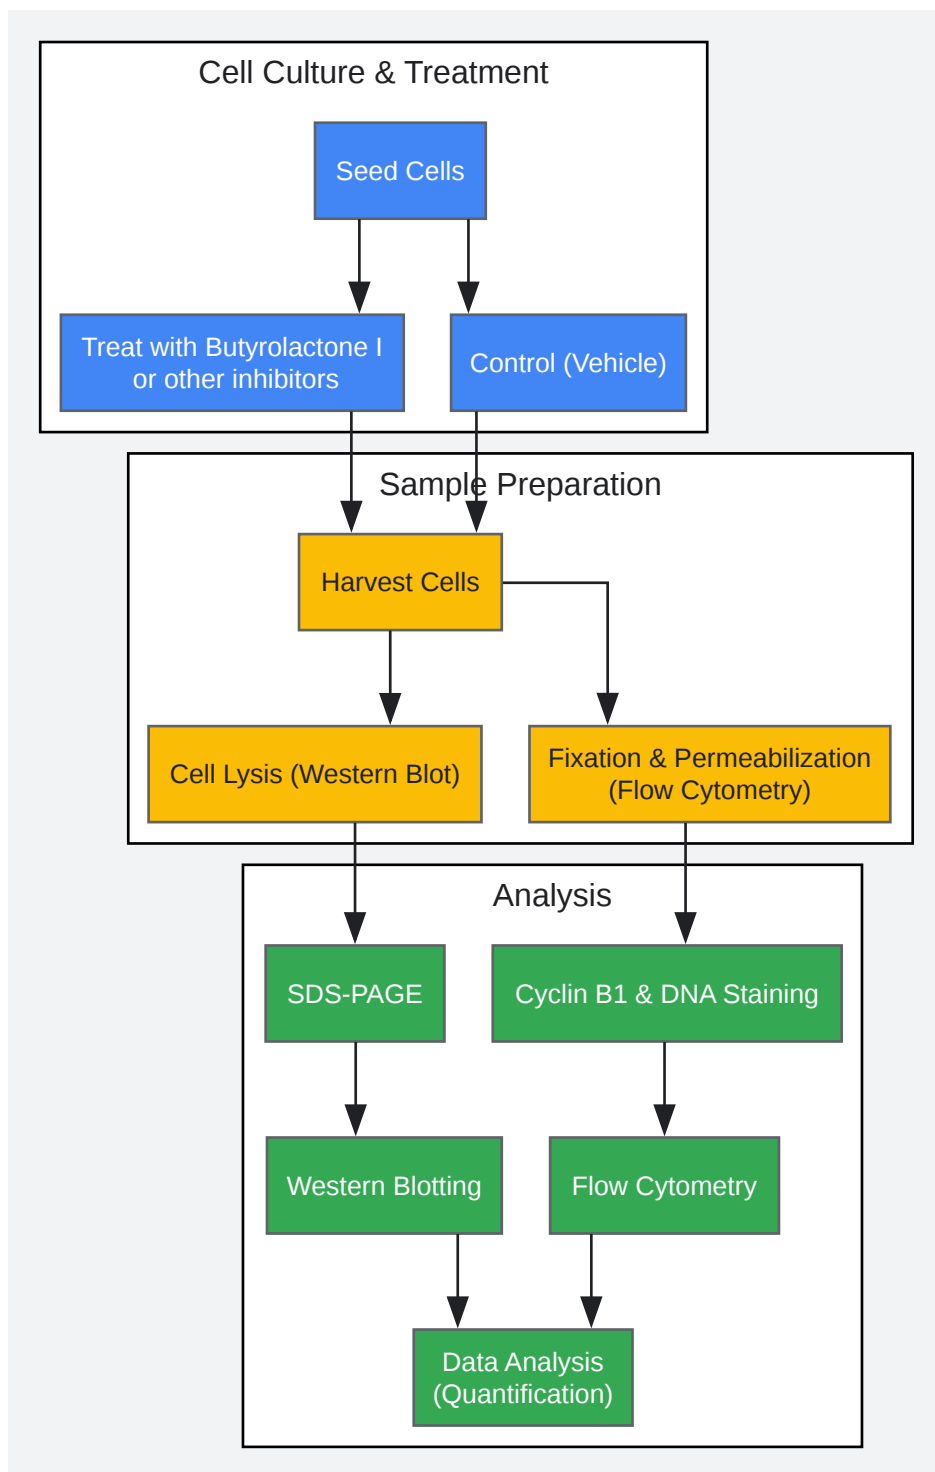 Cell Culture & Treatment
Seed Cells
Treat with Butyrolactone I
or other inhibitors
Control (Vehicle)
Sample Preparation
Harvest Cells
Cell Lysis (Western Blot)
Fixation & Permeabilization
(Flow Cytometry)
Analysis
SDS-PAGE
Cyclin B1 & DNA Staining
Western Blotting
Flow Cytometry
Data Analysis
(Quantification)